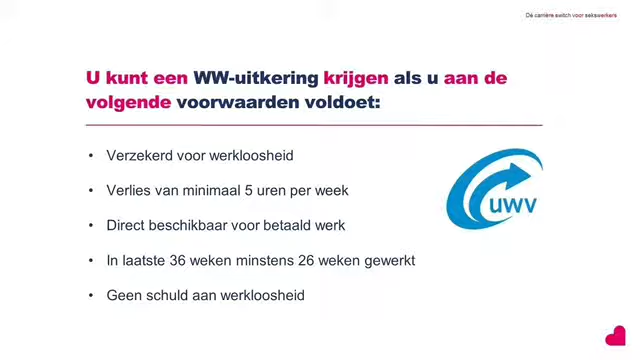 Dé carrière switch voor sekswerkers
U kunt een WW-uitkering krijgen als u aan de
volgende voorwaarden voldoet:
• Verzekerd voor werkloosheid
• Verlies van minimaal 5 uren per week
• Direct beschikbaar voor betaald werk
• In laatste 36 weken minstens 26 weken gewerkt
• Geen schuld aan werkloosheid
uwv